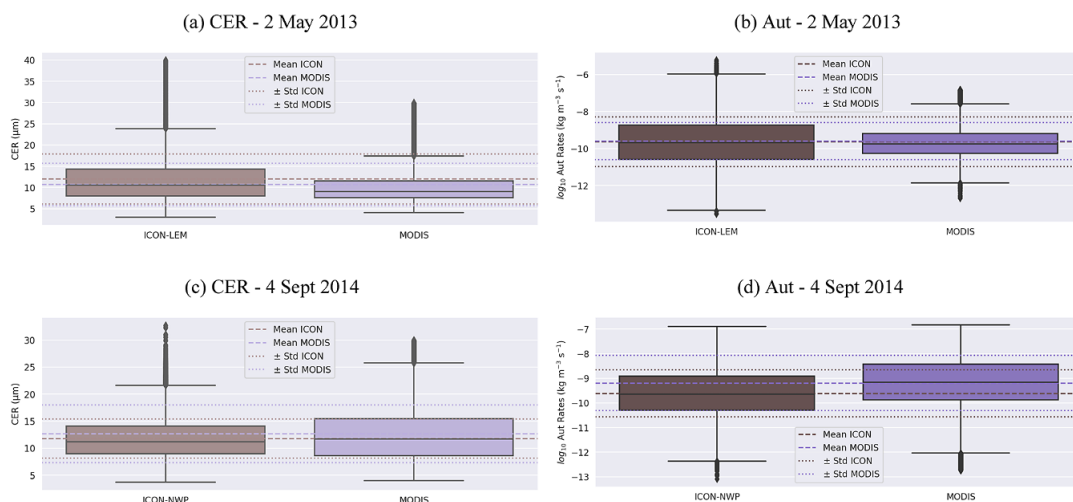 (a) CER - 2 May 2013
40
35
30
25
20
15
10
5
CER (µm)
Mean ICON
Mean MODIS
± Std ICON
± Std MODIS
ICON-LEM
MODIS
(b) Aut - 2 May 2013
−6
−8
−10
−12
log₁₀ Aut Rates (kg m⁻³ s⁻¹)
Mean ICON
Mean MODIS
± Std ICON
± Std MODIS
ICON-LEM
MODIS
(c) CER - 4 Sept 2014
30
25
20
15
10
5
CER (µm)
Mean ICON
Mean MODIS
± Std ICON
± Std MODIS
ICON-NWP
MODIS
(d) Aut - 4 Sept 2014
−7
−8
−9
−10
−11
−12
−13
log₁₀ Aut Rates (kg m⁻³ s⁻¹)
Mean ICON
Mean MODIS
± Std ICON
± Std MODIS
ICON-NWP
MODIS